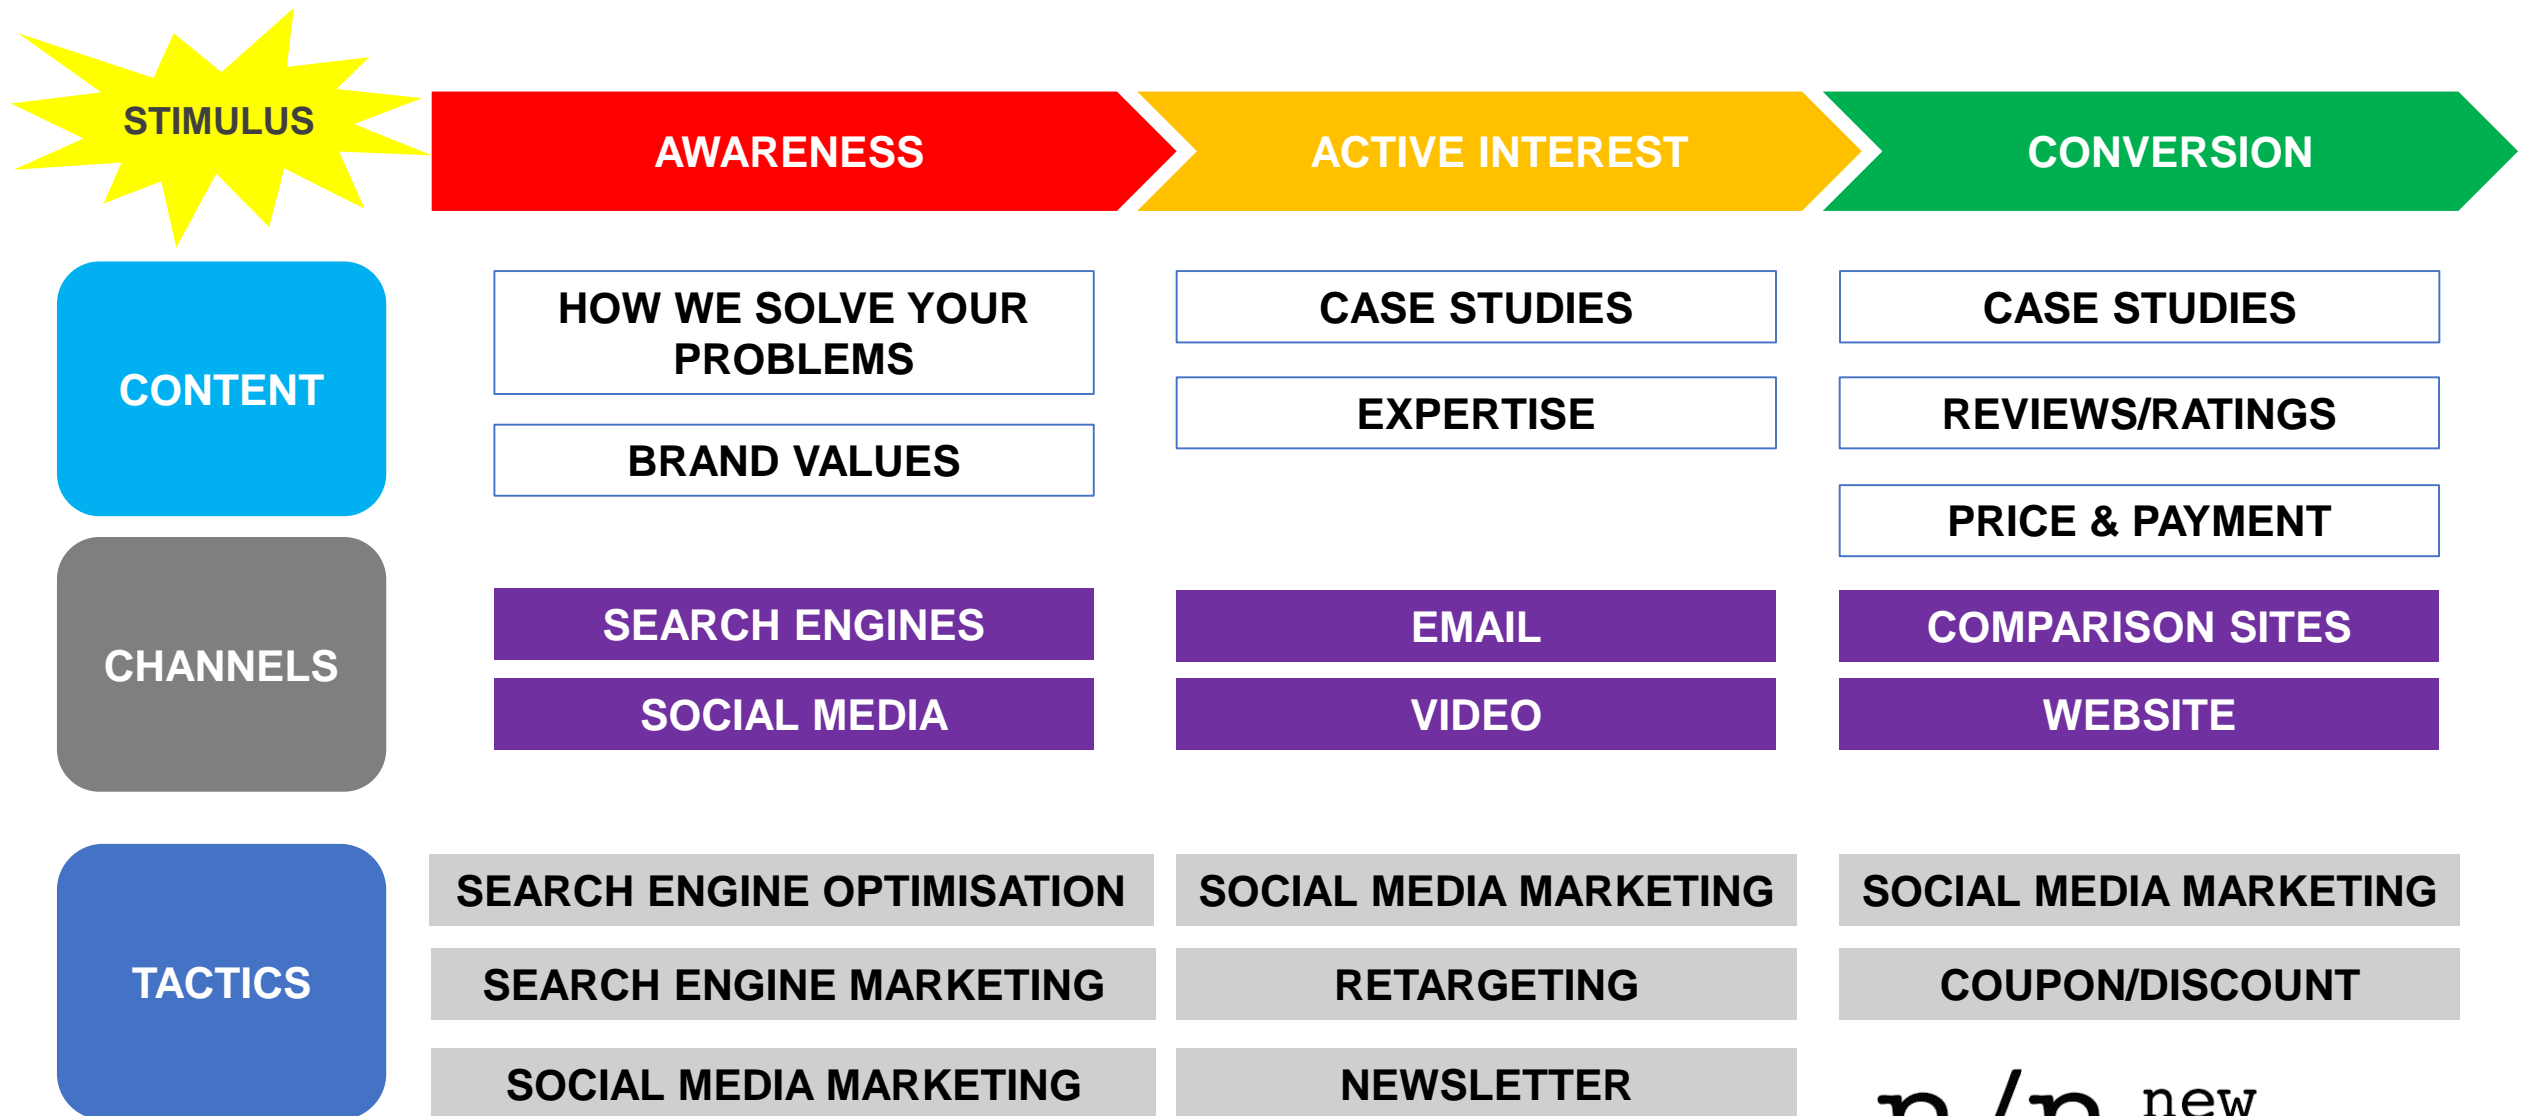 STIMULUS
AWARENESS
ACTIVE INTEREST
CONVERSION
CONTENT
HOW WE SOLVE YOUR
PROBLEMS
BRAND VALUES
CASE STUDIES
EXPERTISE
CASE STUDIES
REVIEWS/RATINGS
PRICE & PAYMENT
CHANNELS
SEARCH ENGINES
SOCIAL MEDIA
EMAIL
VIDEO
COMPARISON SITES
WEBSITE
TACTICS
SEARCH ENGINE OPTIMISATION
SEARCH ENGINE MARKETING
SOCIAL MEDIA MARKETING
SOCIAL MEDIA MARKETING
RETARGETING
NEWSLETTER
SOCIAL MEDIA MARKETING
COUPON/DISCOUNT
n/n new